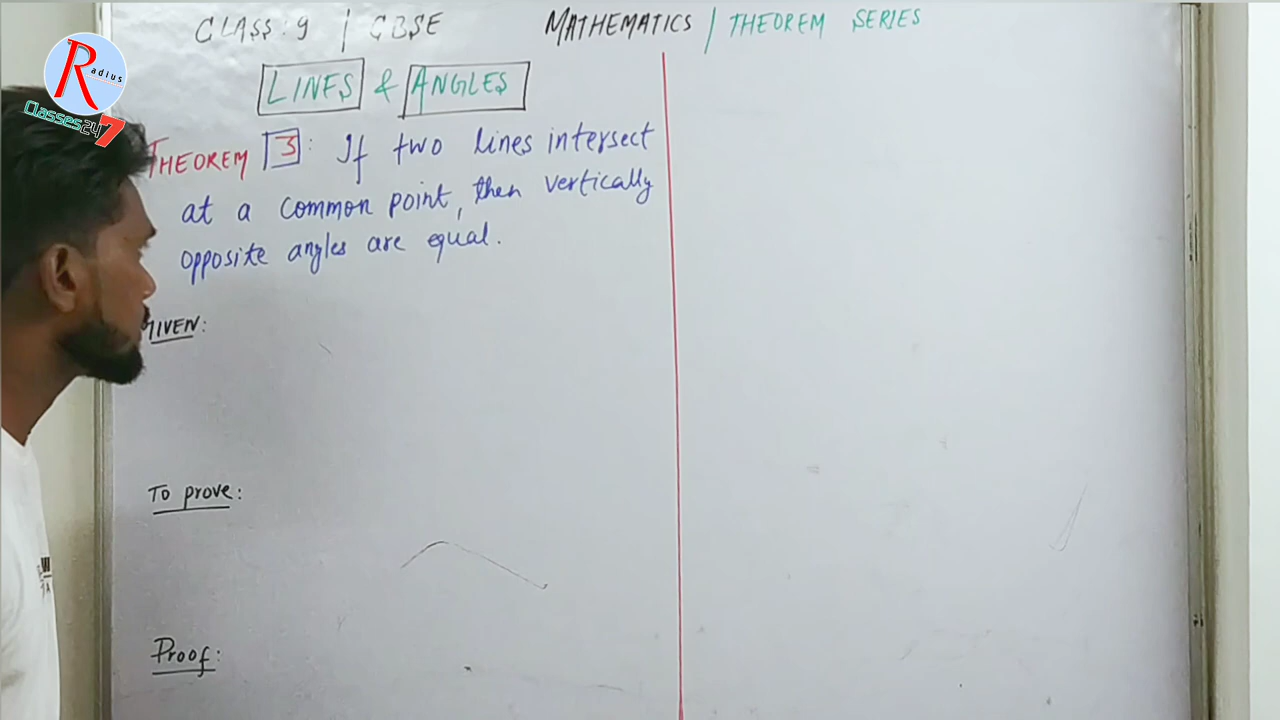 CLASS: 9 | CBSE
MATHEMATICS | THEOREM SERIES
Radius
Classes24 7
LINES & ANGLES
THEOREM 3: If two lines intersect
at a common point, then vertically
opposite angles are equal.
GIVEN:
To prove:
Proof: